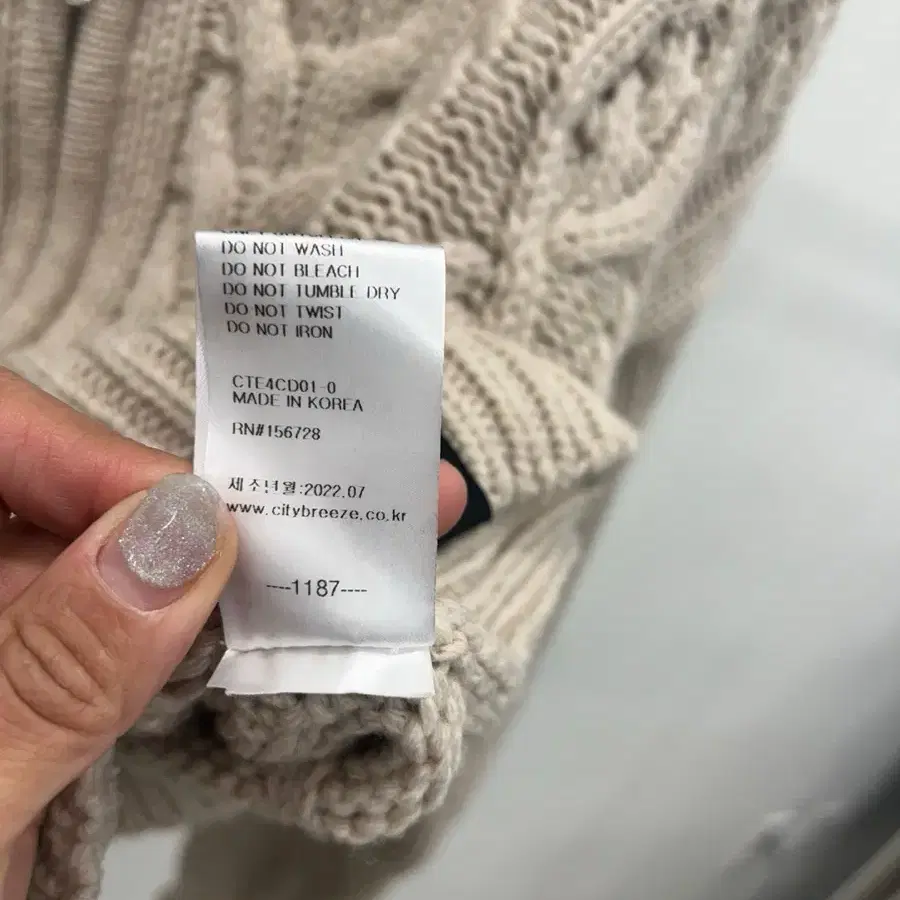 DO NOT WASH
DO NOT BLEACH
DO NOT TUMBLE DRY
DO NOT TWIST
DO NOT IRON
CTE4CD01-0
MADE IN KOREA
RN#156728
제조년월:2022.07
www.citybreeze.co.kr
----1187----